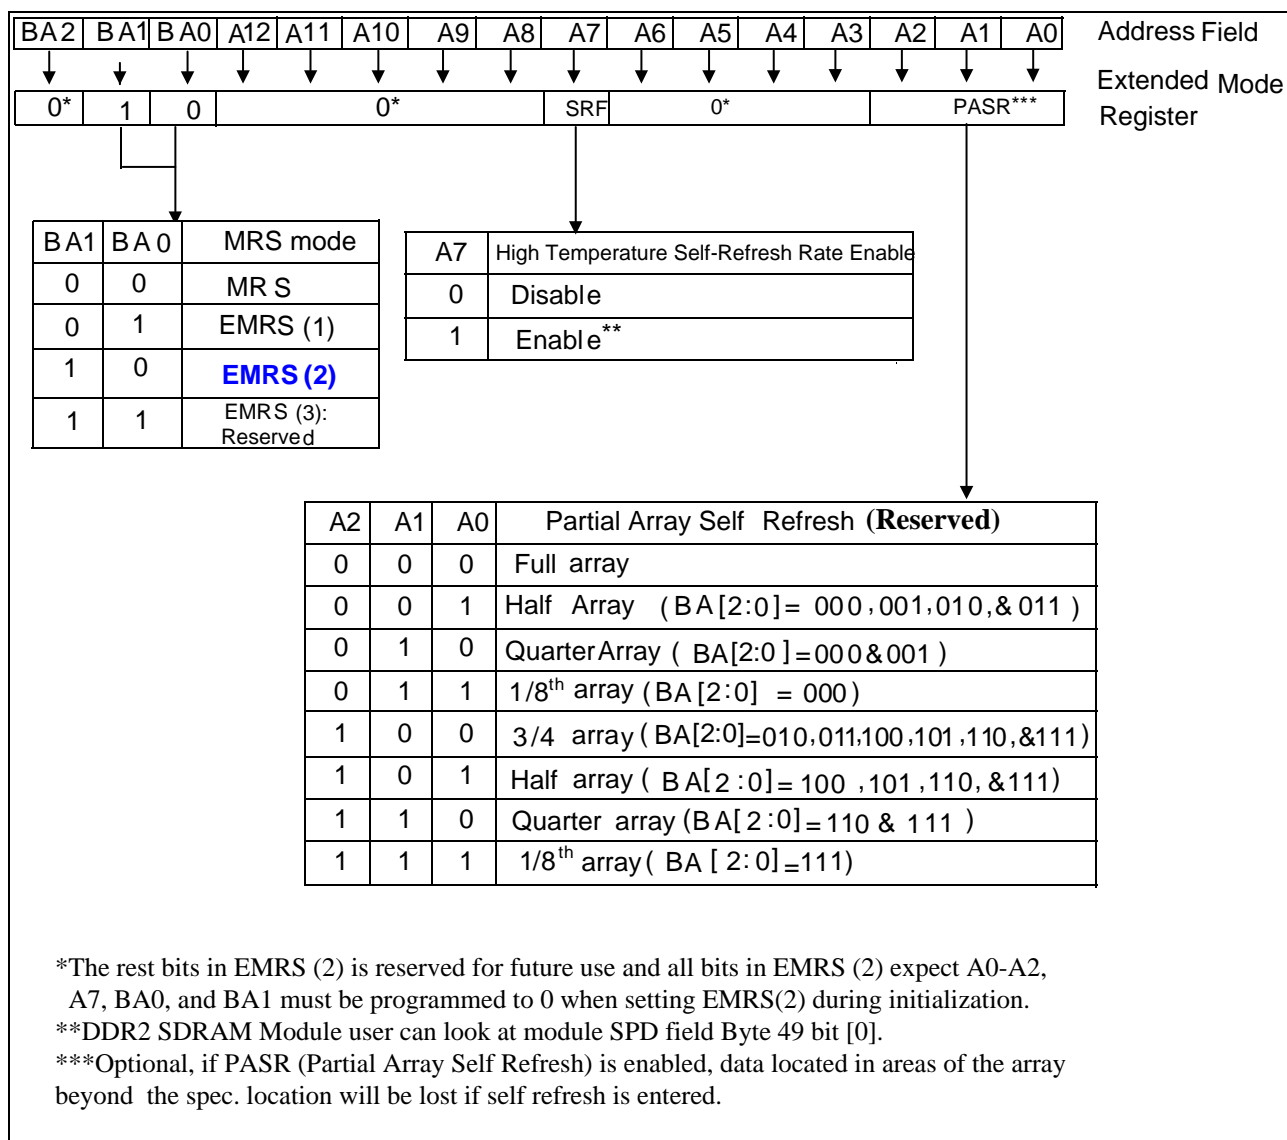 BA2 BA1 BA0 A12 A11 A10 A9 A8 A7 A6 A5 A4 A3 A2 A1 A0 Address Field
0* 1 0 0* SRF 0* PASR*** Extended Mode Register
BA1 BA0 MRS mode
0 0 MRS
0 1 EMRS (1)
1 0 EMRS (2)
1 1 EMRS (3): Reserved
A7 High Temperature Self-Refresh Rate Enable
0 Disable
1 Enable**
A2 A1 A0 Partial Array Self Refresh (Reserved)
0 0 0 Full array
0 0 1 Half Array (BA[2:0]= 000,001,010,& 011 )
0 1 0 Quarter Array ( BA[2:0 ]=000&001 )
0 1 1 1/8th array (BA [2:0] = 000)
1 0 0 3/4 array ( BA[2:0]=010,011,100,101,110,&111)
1 0 1 Half array ( BA[2:0]= 100 ,101,110, &111)
1 1 0 Quarter array (BA[2:0]=110 & 111 )
1 1 1 1/8th array ( BA [ 2:0]=111)
*The rest bits in EMRS (2) is reserved for future use and all bits in EMRS (2) expect A0-A2,
A7, BA0, and BA1 must be programmed to 0 when setting EMRS(2) during initialization.
**DDR2 SDRAM Module user can look at module SPD field Byte 49 bit [0].
***Optional, if PASR (Partial Array Self Refresh) is enabled, data located in areas of the array
beyond the spec. location will be lost if self refresh is entered.